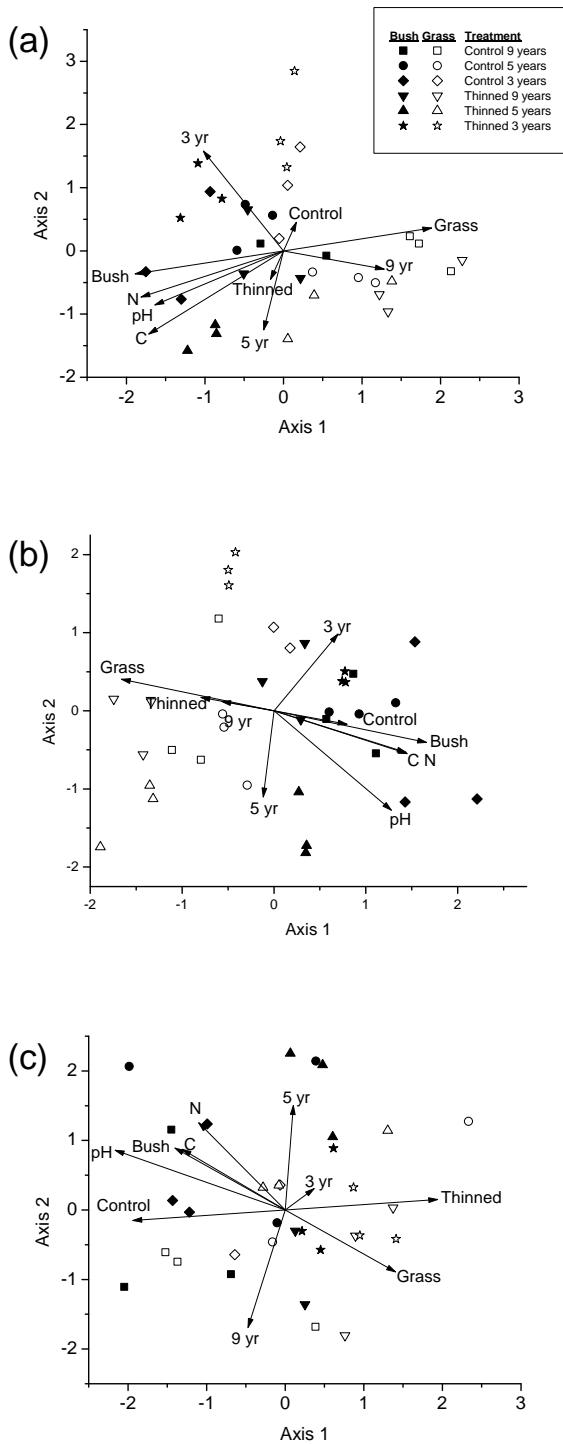 (a)
Bush Grass Treatment
Control 9 years
Control 5 years
Control 3 years
Thinned 9 years
Thinned 5 years
Thinned 3 years
3
2
1
0
-1
-2
Axis 2
3 yr
Control
Grass
Bush
9 yr
N
Thinned
pH
C
5 yr
-2 -1 0 1 2 3
Axis 1
(b)
2
1
0
-1
-2
Axis 2
3 yr
Grass
Thinned
9 yr
Control
Bush
C N
5 yr
pH
-2 -1 0 1 2
Axis 1
(c)
2
1
0
-1
-2
Axis 2
N
5 yr
pH
Bush
C
3 yr
Control
Thinned
Grass
9 yr
-2 -1 0 1 2 3
Axis 1